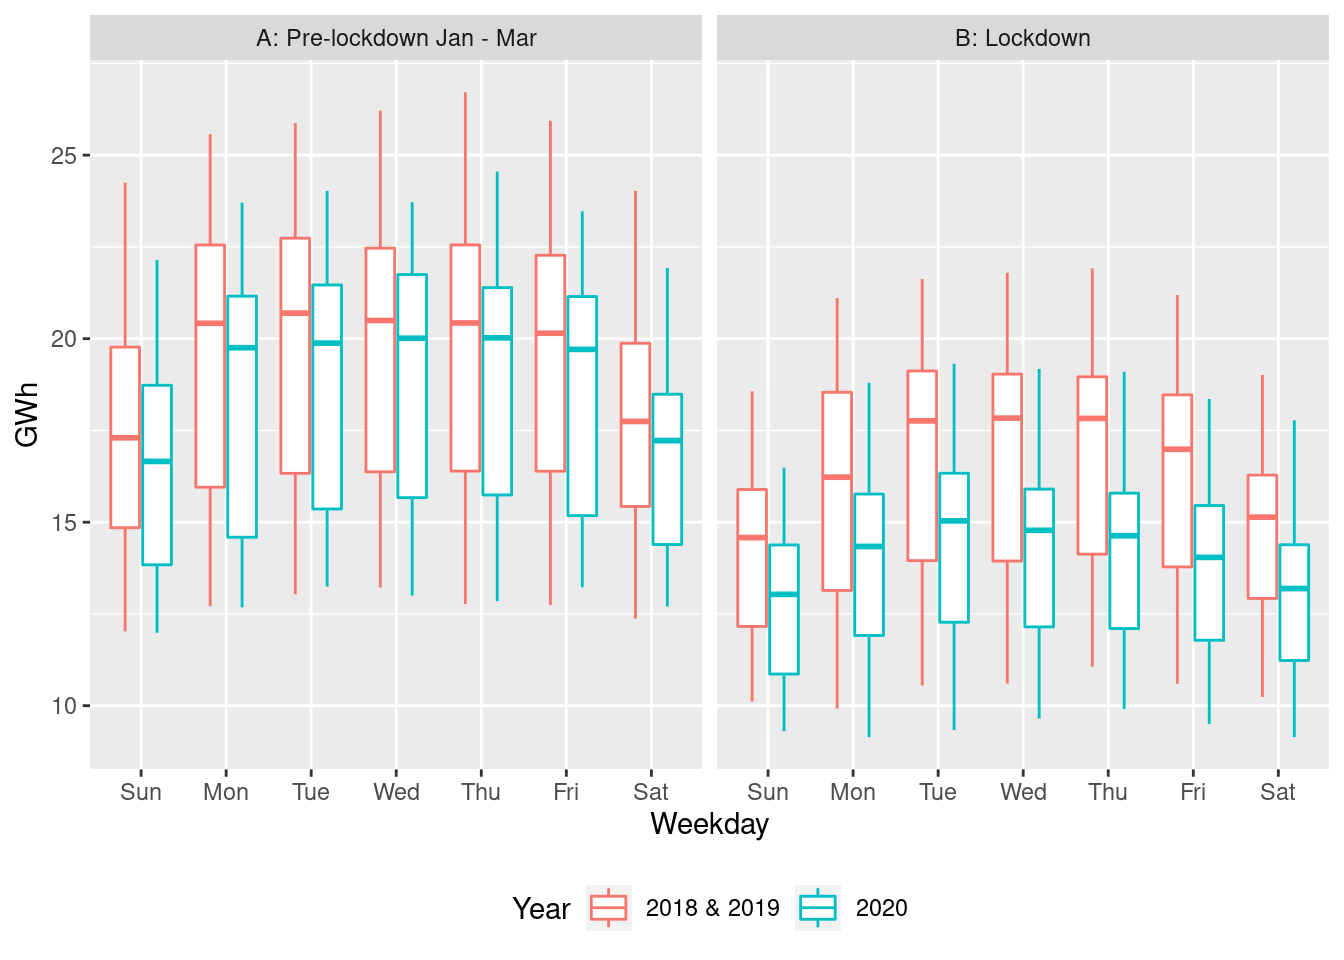 A: Pre-lockdown Jan - Mar
B: Lockdown
GWh
25
20
15
10
Sun Mon Tue Wed Thu Fri Sat
Sun Mon Tue Wed Thu Fri Sat
Weekday
Year 2018 & 2019 2020